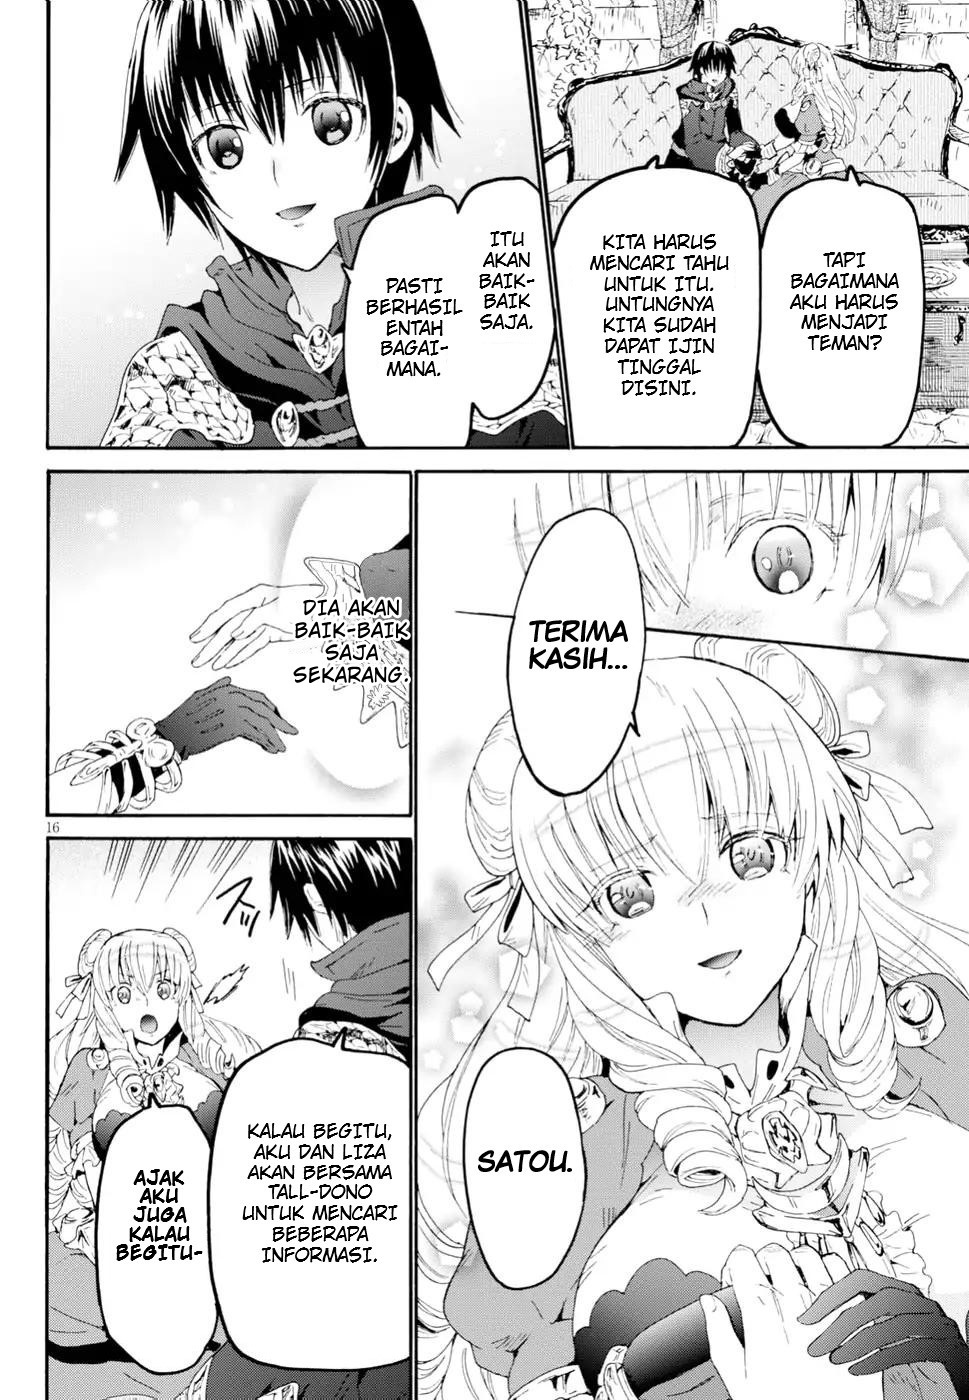 TAPI
BAGAIMANA
AKU HARUS
MENJADI
TEMAN?
KITA HARUS
MENCARI TAHU
UNTUK ITU.
UNTUNGNYA
KITA SUDAH
DAPAT IJIN
TINGGAL
DISINI.
ITU
AKAN
BAIK-
BAIK
SAJA.
PASTI
BERHASIL
ENTAH
BAGAI-
MANA.
TERIMA
KASIH...
SATOU.
DIA AKAN
BAIK-BAIK
SAJA
SEKARANG.
16
KALAU BEGITU,
AKU DAN LIZA
AKAN BERSAMA
TALL-DONO
UNTUK MENCARI
BEBERAPA
INFORMASI.
AJAK
AKU
JUGA
KALAU
BEGITU-